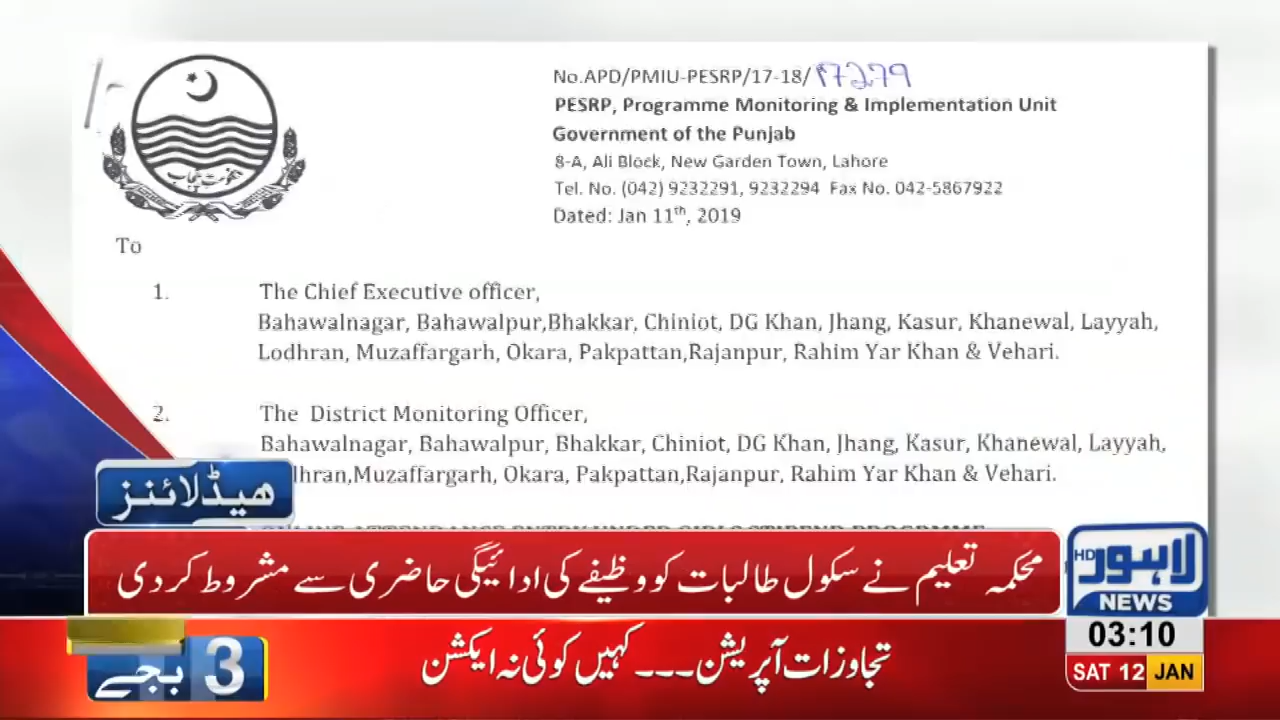 No.APD/PMIU-PESRP/17-18/17279
PESRP, Programme Monitoring & Implementation Unit
Government of the Punjab
8-A, Ali Block, New Garden Town, Lahore
Tel. No. (042) 9232291, 9232294 Fax No. 042-5867922
Dated: Jan 11th, 2019
حکومت پنجاب
To
1. The Chief Executive officer,
Bahawalnagar, Bahawalpur,Bhakkar, Chiniot, DG Khan, Jhang, Kasur, Khanewal, Layyah,
Lodhran, Muzaffargarh, Okara, Pakpattan,Rajanpur, Rahim Yar Khan & Vehari.
2. The District Monitoring Officer,
Bahawalnagar, Bahawalpur, Bhakkar, Chiniot, DG Khan, Jhang, Kasur, Khanewal, Layyah,
dhran,Muzaffargarh, Okara, Pakpattan,Rajanpur, Rahim Yar Khan & Vehari.
ہیڈلائنز
محکمہ تعلیم نے سکول طالبات کو وظیفے کی ادائیگی حاضری سے مشروط کر دی
لاہور HD
NEWS
03:10
SAT 12 JAN
3 بجے
تجاوزات آپریشن --- کہیں کوئی نہ ایکشن